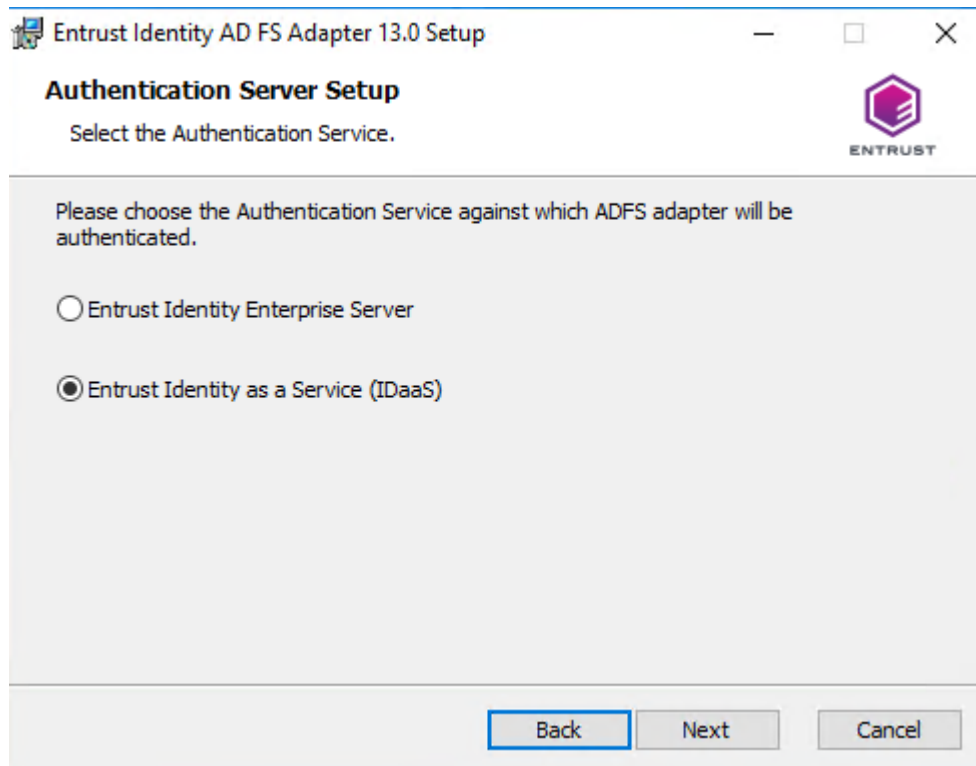 Entrust Identity AD FS Adapter 13.0 Setup
Authentication Server Setup
Select the Authentication Service.
ENTRUST
Please choose the Authentication Service against which ADFS adapter will be
authenticated.
Entrust Identity Enterprise Server
Entrust Identity as a Service (IDaaS)
Back Next Cancel